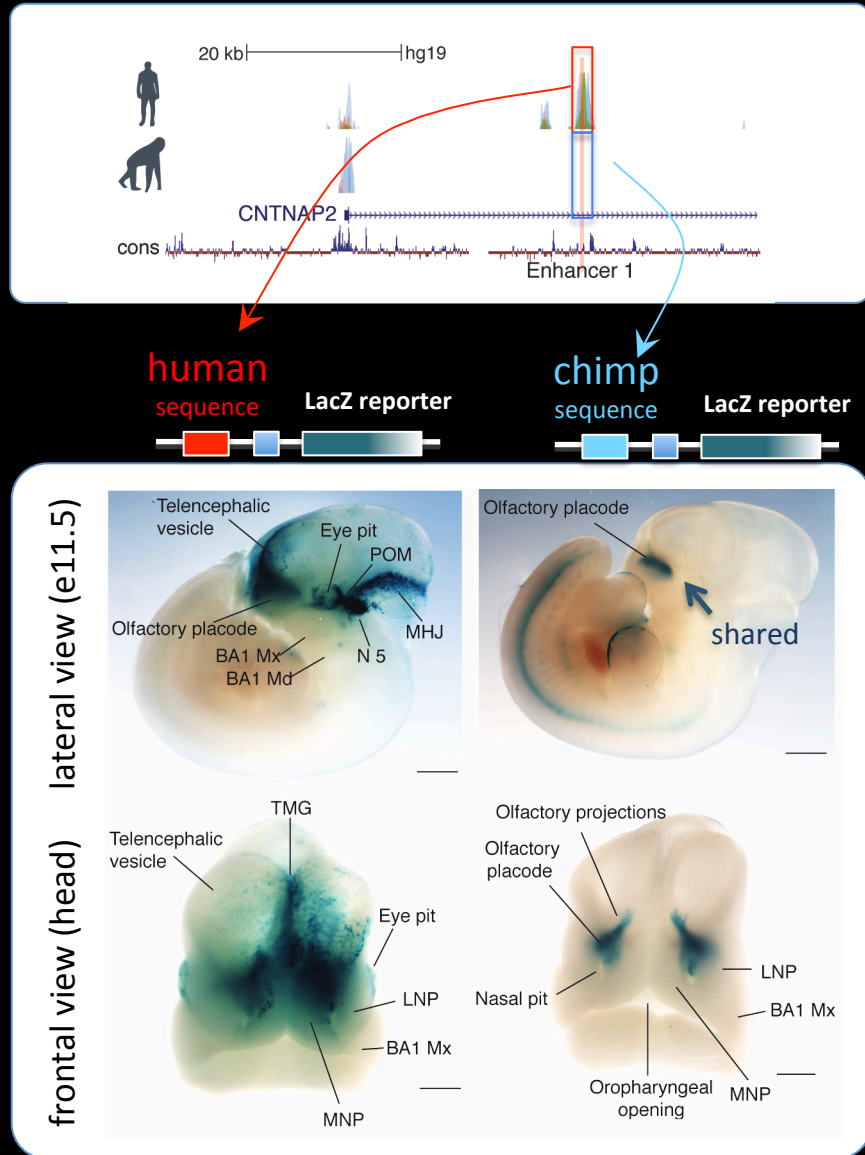 20 kb
hg19
CNTNAP2
cons
Enhancer 1
human
sequence
LacZ reporter
chimp
sequence
LacZ reporter
lateral view (e11.5)
Telencephalic
vesicle
Eye pit
POM
Olfactory placode
MHJ
BA1 Mx
N 5
BA1 Md
Olfactory placode
shared
frontal view (head)
TMG
Telencephalic
vesicle
Eye pit
LNP
BA1 Mx
MNP
Olfactory projections
Olfactory
placode
Nasal pit
LNP
BA1 Mx
Oropharyngeal
opening
MNP